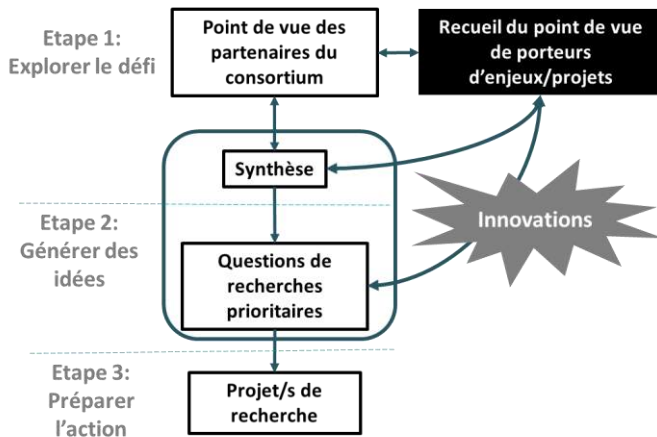 Etape 1:
Explorer le défi
Point de vue des
partenaires du
consortium
Recueil du point de vue
de porteurs
d'enjeux/projets
Synthèse
Etape 2:
Générer des
idées
Innovations
Questions de
recherches
prioritaires
Etape 3:
Préparer
l'action
Projet/s de
recherche